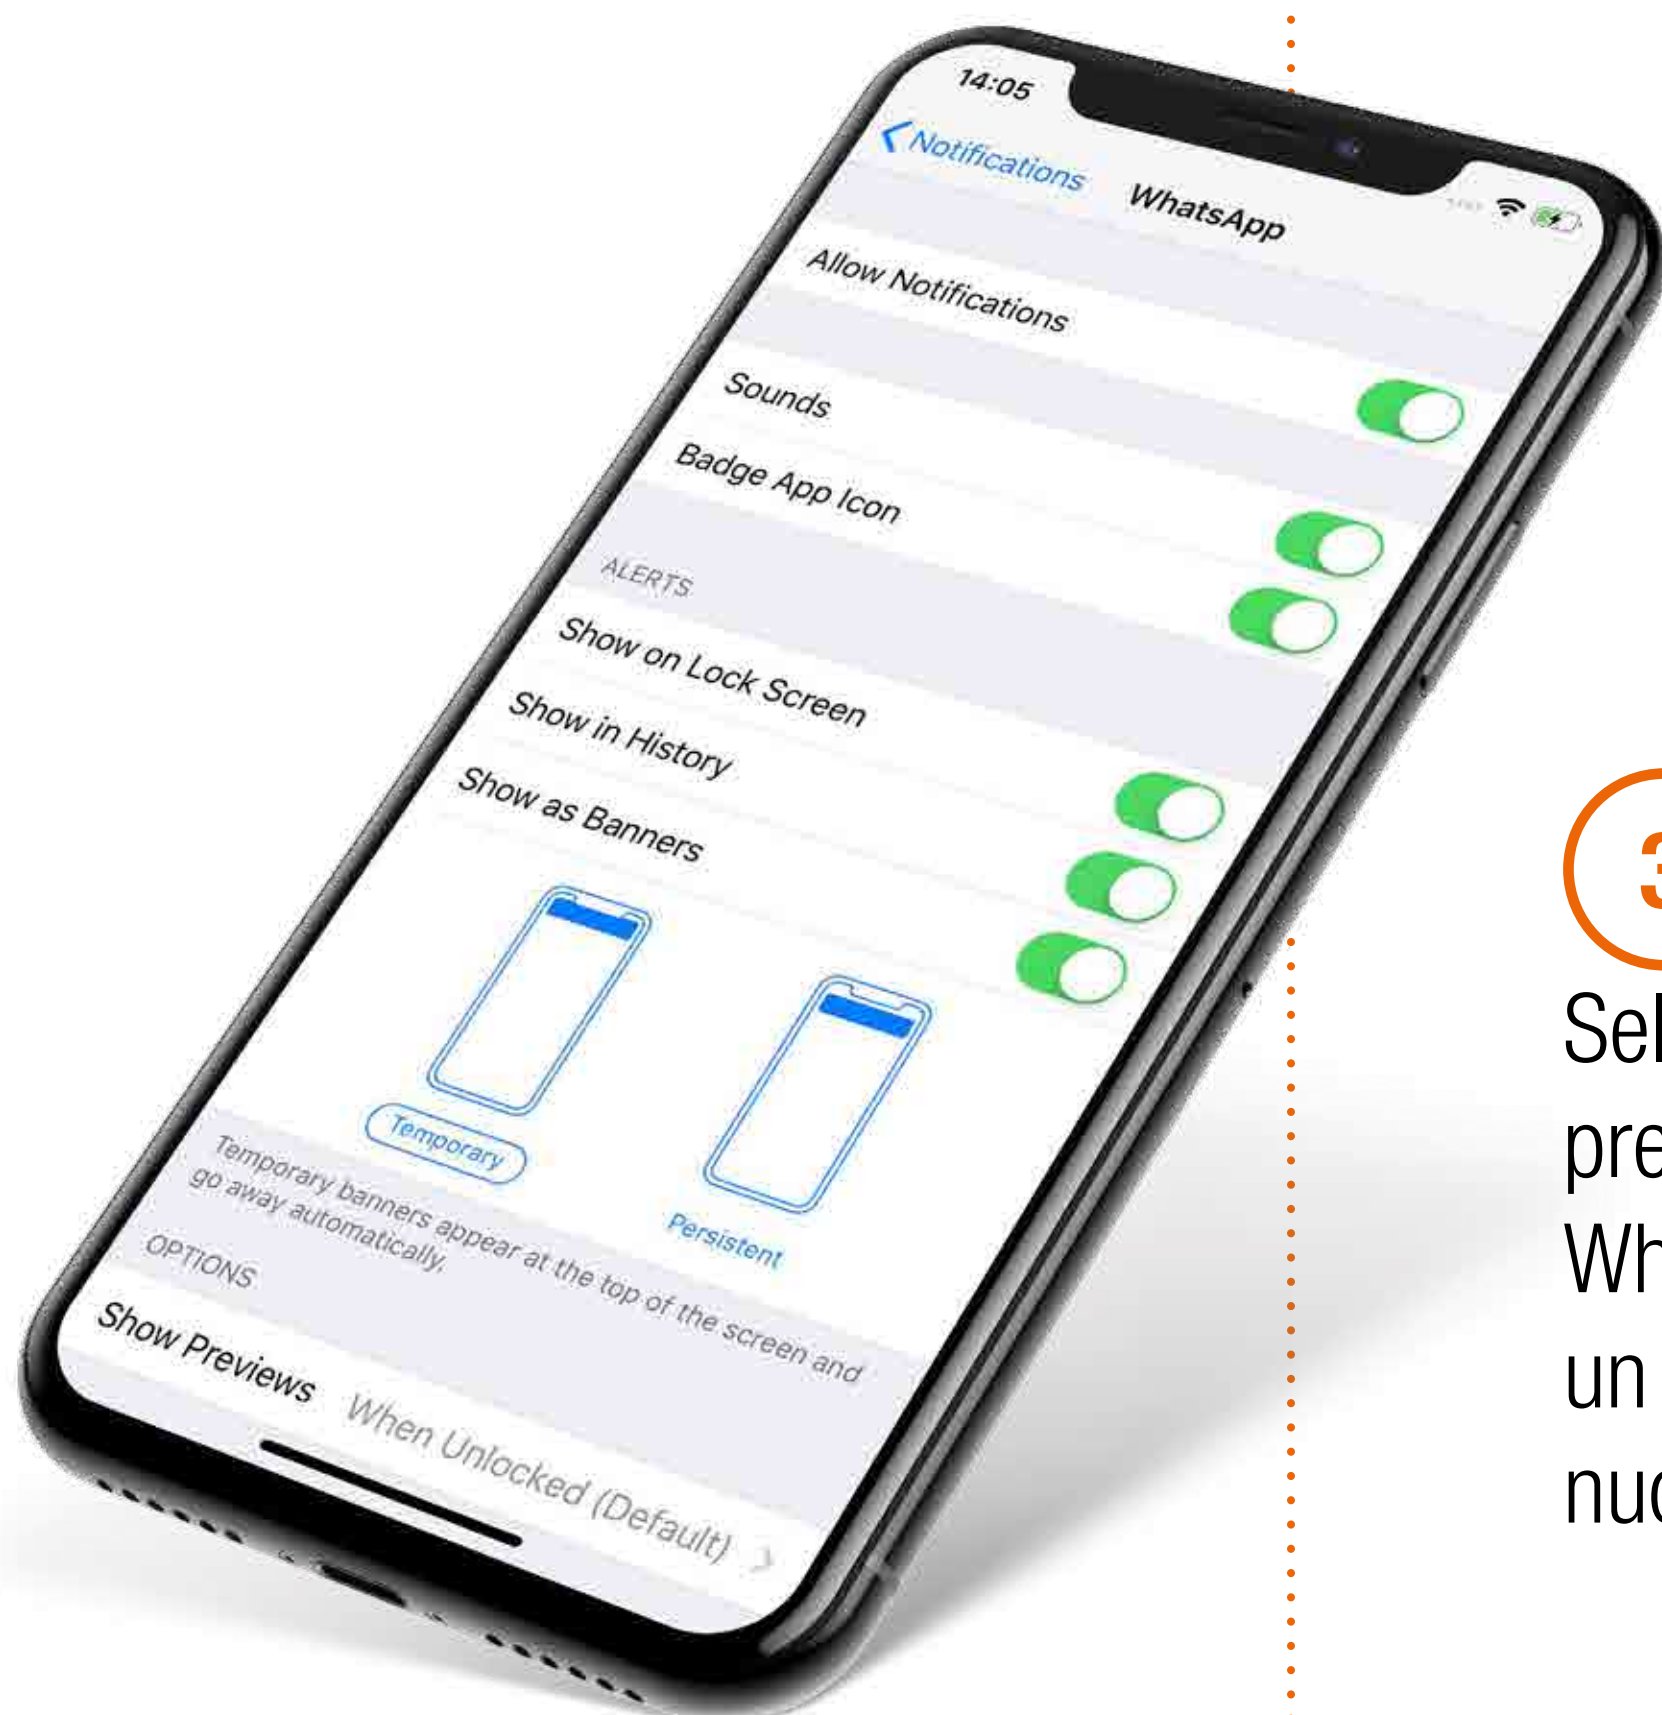 14:05
Notifications
WhatsApp
Allow Notifications
Sounds
Badge App Icon
ALERTS
Show on Lock Screen
Show in History
Show as Banners
Temporary
Persistent
Temporary banners appear at the top of the screen and
go away automatically.
OPTIONS
Show Previews When Unlocked (Default)
3
Sel
pre
Wh
un
nuo